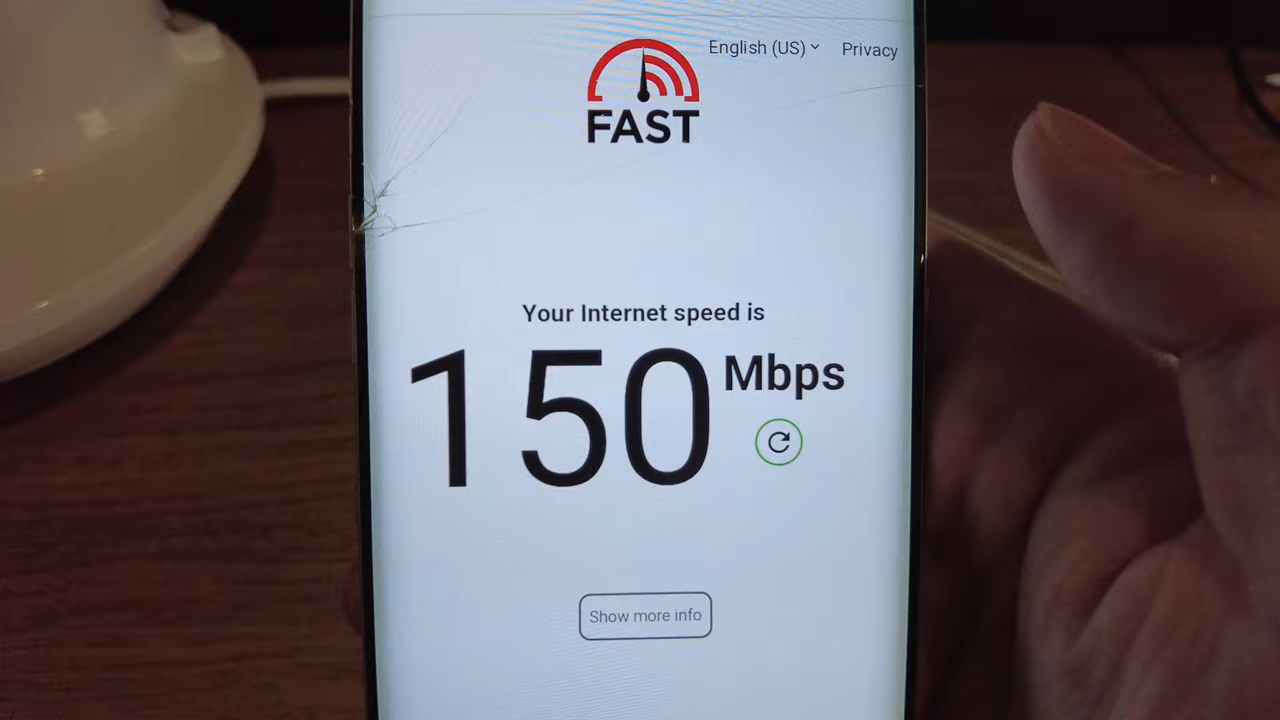 English (US) Privacy
FAST
Your Internet speed is
150 Mbps
Show more info